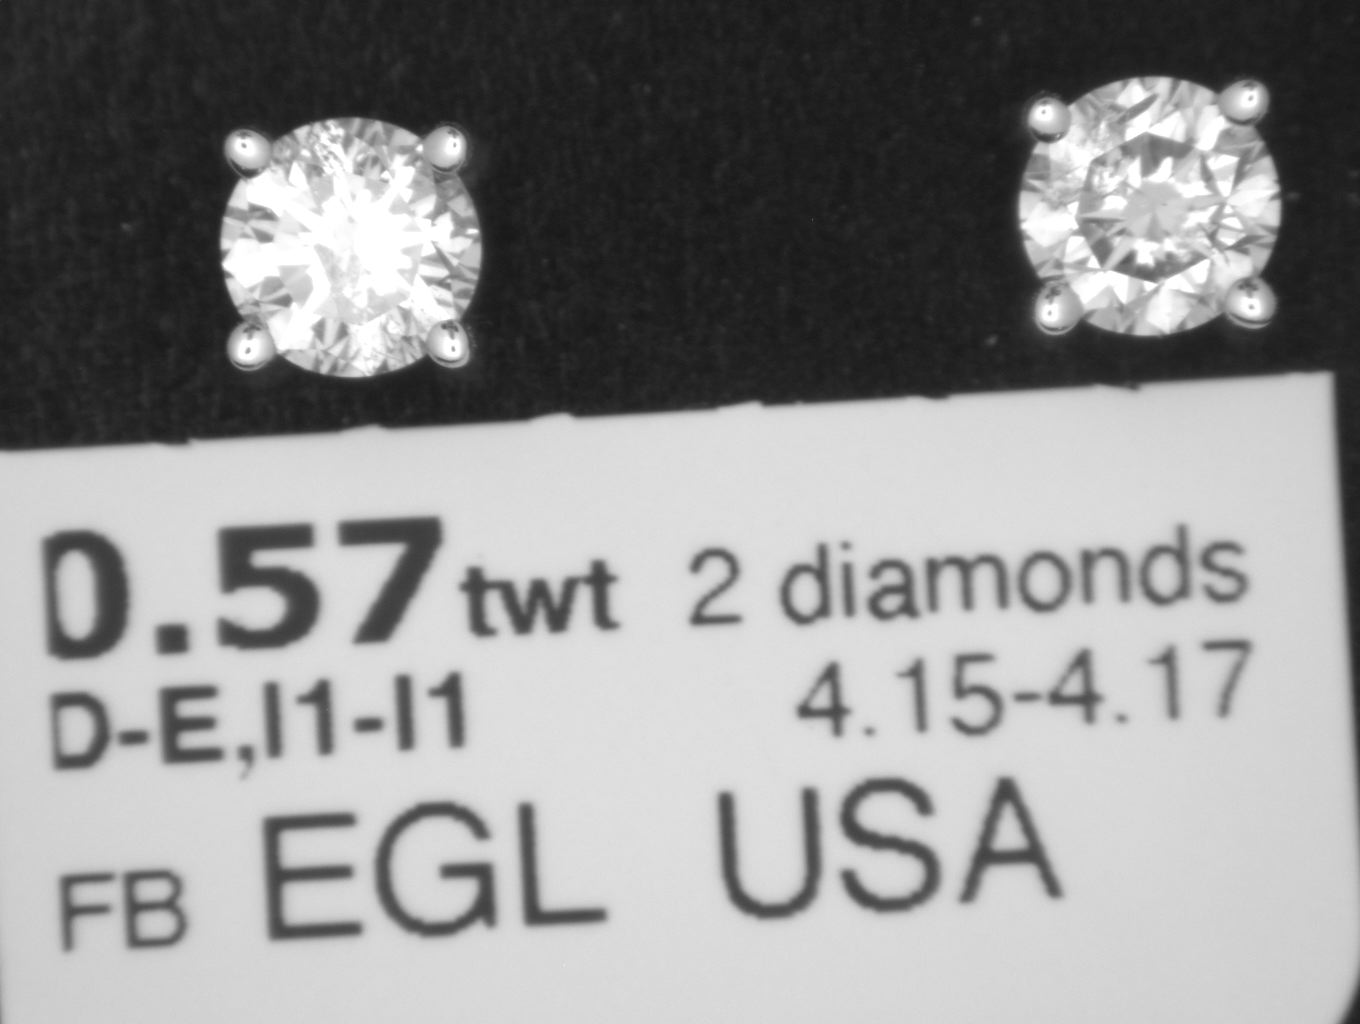 0.57 twt 2 diamonds
D-E,I1-I1 4.15-4.17
FB EGL USA